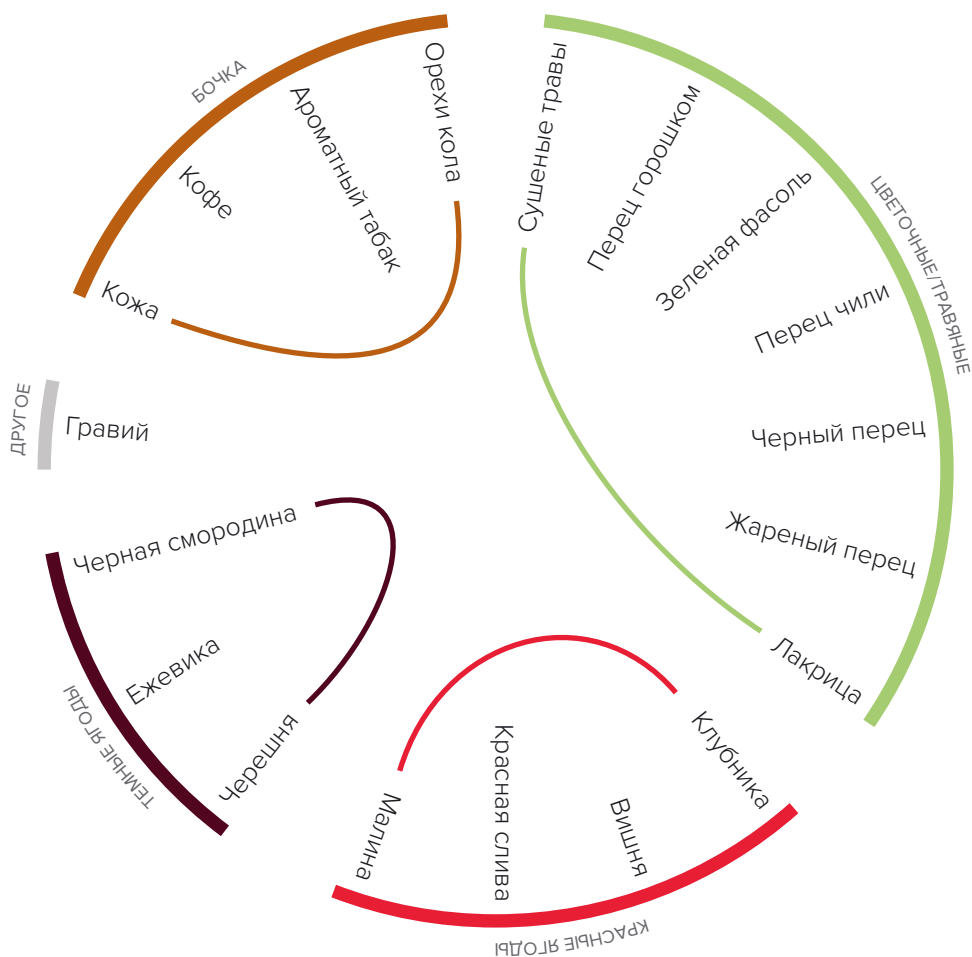 БОЧКА
Орехи кола
Ароматный табак
Кофе
Кожа
ЦВЕТОЧНЫЕ/ТРАВЯНЫЕ
Сушеные травы
Перец горошком
Зеленая фасоль
Перец чили
Черный перец
Жареный перец
Лакрица
ДРУГОЕ
Гравий
ТЕМНЫЕ ЯГОДЫ
Черная смородина
Ежевика
Черешня
КРАСНЫЕ ЯГОДЫ
Малина
Красная слива
Вишня
Клубника